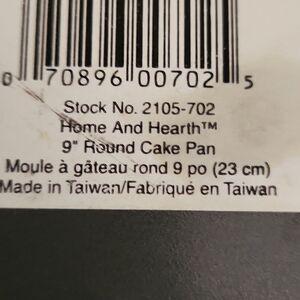 0 70896 00702 5
Stock No. 2105-702
Home And Hearth™
9" Round Cake Pan
Moule à gâteau rond 9 po (23 cm)
Made in Taiwan/Fabriqué en Taiwan